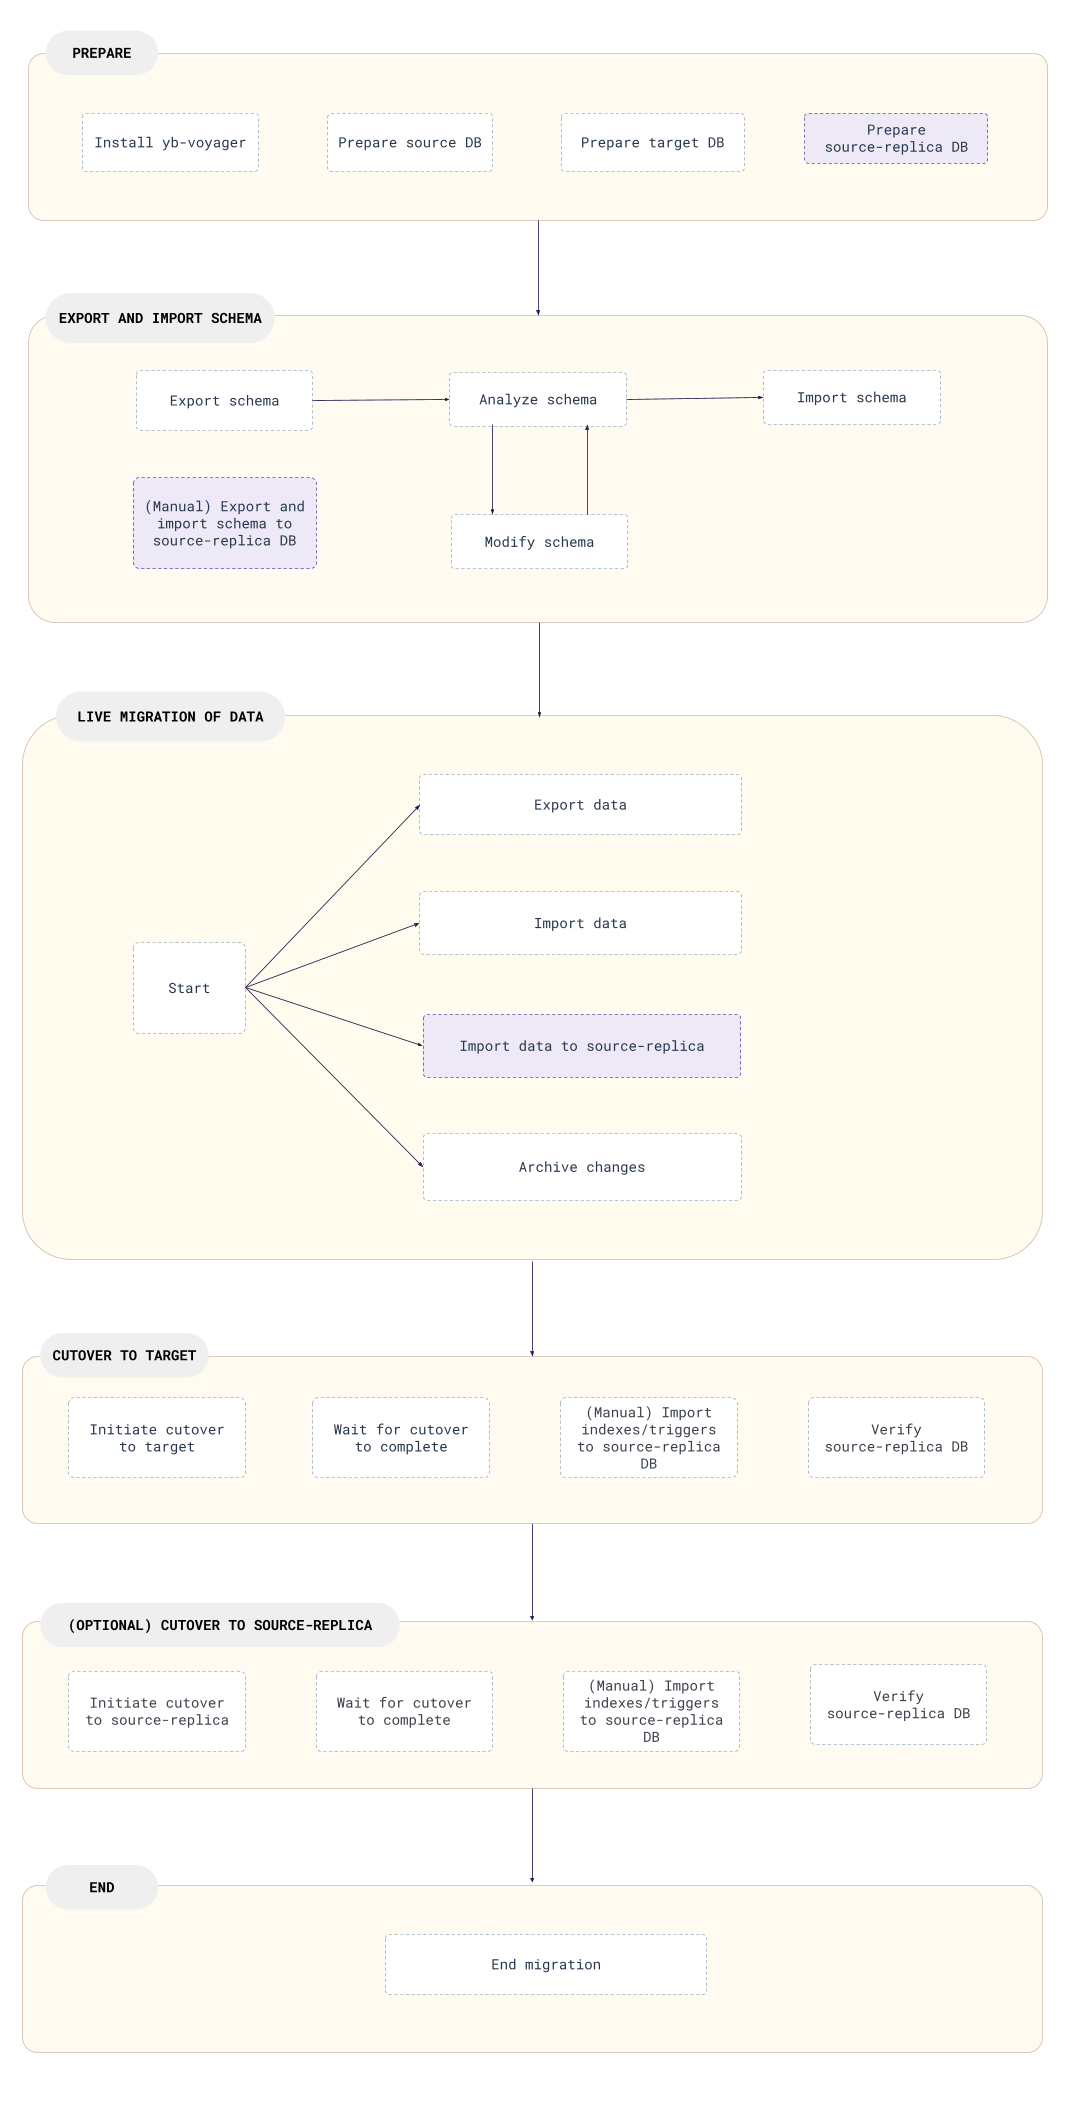 PREPARE
Install yb-voyager
Prepare source DB
Prepare target DB
Prepare
source-replica DB
EXPORT AND IMPORT SCHEMA
Export schema
Analyze schema
Import schema
(Manual) Export and
import schema to
source-replica DB
Modify schema
LIVE MIGRATION OF DATA
Export data
Import data
Start
Import data to source-replica
Archive changes
CUTOVER TO TARGET
Initiate cutover
to target
Wait for cutover
to complete
(Manual) Import
indexes/triggers
to source-replica
DB
Verify
source-replica DB
(OPTIONAL) CUTOVER TO SOURCE-REPLICA
Initiate cutover
to source-replica
Wait for cutover
to complete
(Manual) Import
indexes/triggers
to source-replica
DB
Verify
source-replica DB
END
End migration